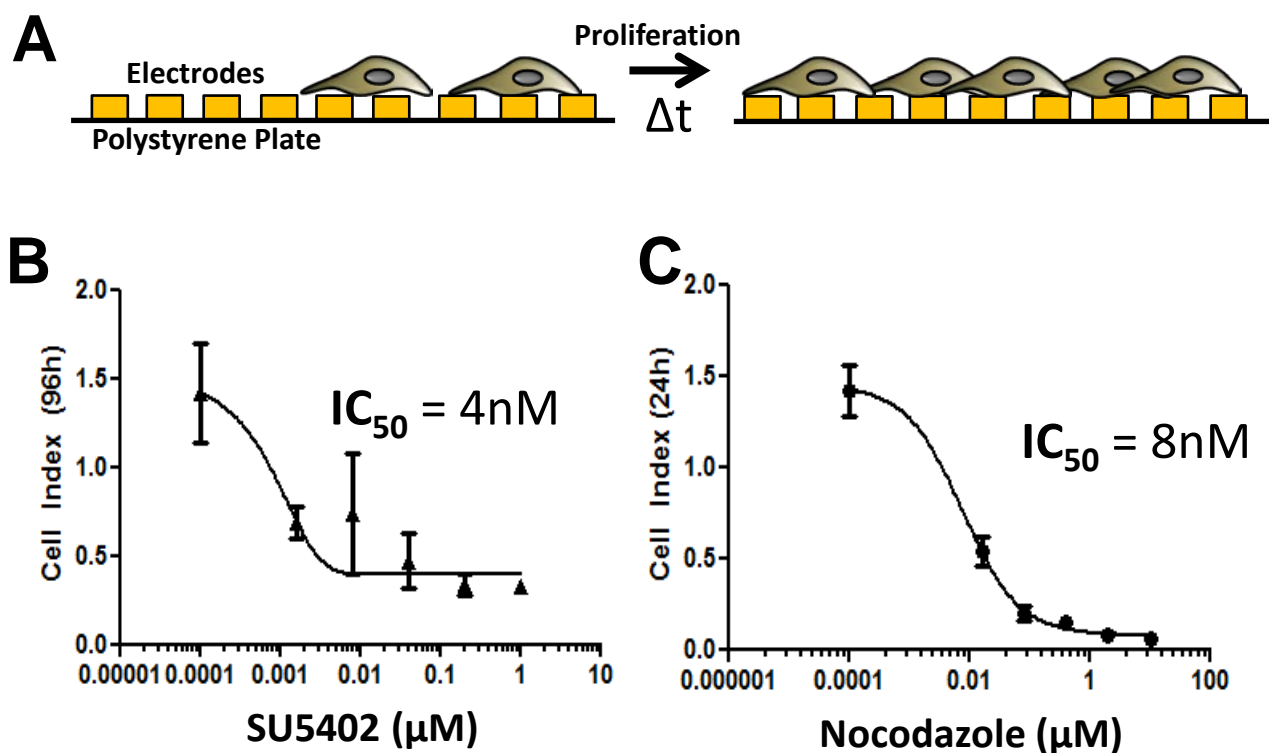 A
Electrodes
Polystyrene Plate
Proliferation
Δt
B
2.0
1.5
1.0
0.5
0.0
Cell Index (96h)
IC50 = 4nM
0.00001 0.0001 0.001 0.01 0.1 1 10
SU5402 (µM)
C
2.0
1.5
1.0
0.5
0.0
Cell Index (24h)
IC50 = 8nM
0.000001 0.0001 0.01 1 100
Nocodazole (µM)